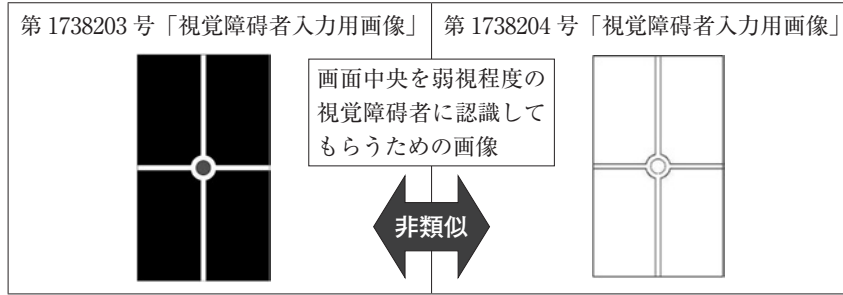 第 1738203 号「視覚障碍者入力用画像」
第 1738204 号「視覚障碍者入力用画像」
画面中央を弱視程度の
視覚障碍者に認識して
もらうための画像
非類似